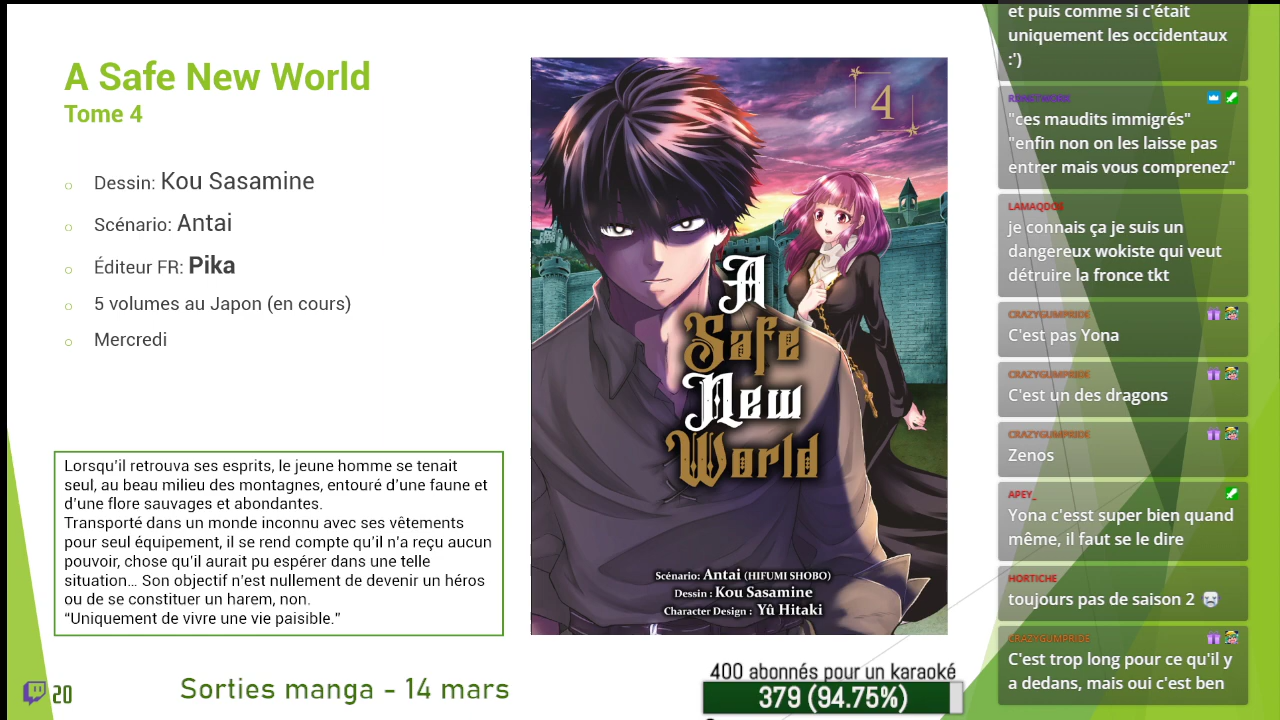 A Safe New World
Tome 4
Dessin: Kou Sasamine
Scénario: Antai
Éditeur FR: Pika
5 volumes au Japon (en cours)
Mercredi
Lorsqu'il retrouva ses esprits, le jeune homme se tenait
seul, au beau milieu des montagnes, entouré d'une faune et
d'une flore sauvages et abondantes.
Transporté dans un monde inconnu avec ses vêtements
pour seul équipement, il se rend compte qu'il n'a reçu aucun
pouvoir, chose qu'il aurait pu espérer dans une telle
situation... Son objectif n'est nullement de devenir un héros
ou de se constituer un harem, non.
“Uniquement de vivre une vie paisible."
4
A
Safe
New
World
Scénario: Antai (HIFUMI SHOBO)
Dessin : Kou Sasamine
Character Design : Yû Hitaki
20
Sorties manga - 14 mars
400 abonnés pour un karaoké
379 (94.75%)
et puis comme si c'était
uniquement les occidentaux
:')
"ces maudits immigrés"
"enfin non on les laisse pas
entrer mais vous comprenez"
LAMAQDOE
je connais ça je suis un
dangereux wokiste qui veut
détruire la fronce tkt
CRAZYGUMPRIDE
C'est pas Yona
CRAZYGUMPRIDE
C'est un des dragons
CRAZYGUMPRIDE
Zenos
APEY_
Yona c'esst super bien quand
même, il faut se le dire
HORTICHE
toujours pas de saison 2
CRAZYGUMPRIDE
C'est trop long pour ce qu'il y
a dedans, mais oui c'est ben